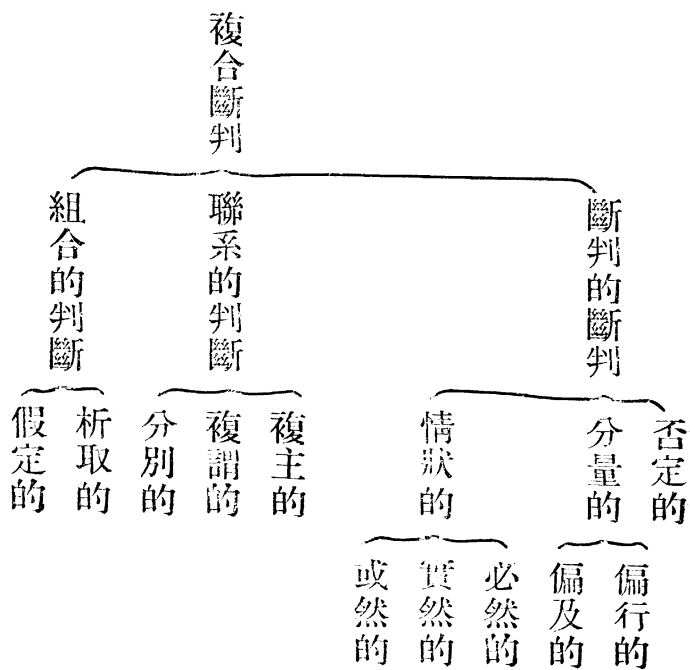 複合斷判
斷判的斷判
聯系的判斷
組合的判斷
否定的
分量的
情狀的
複主的
複謂的
分別的
析取的
假定的
偏行的
偏及的
必然的
實然的
或然的